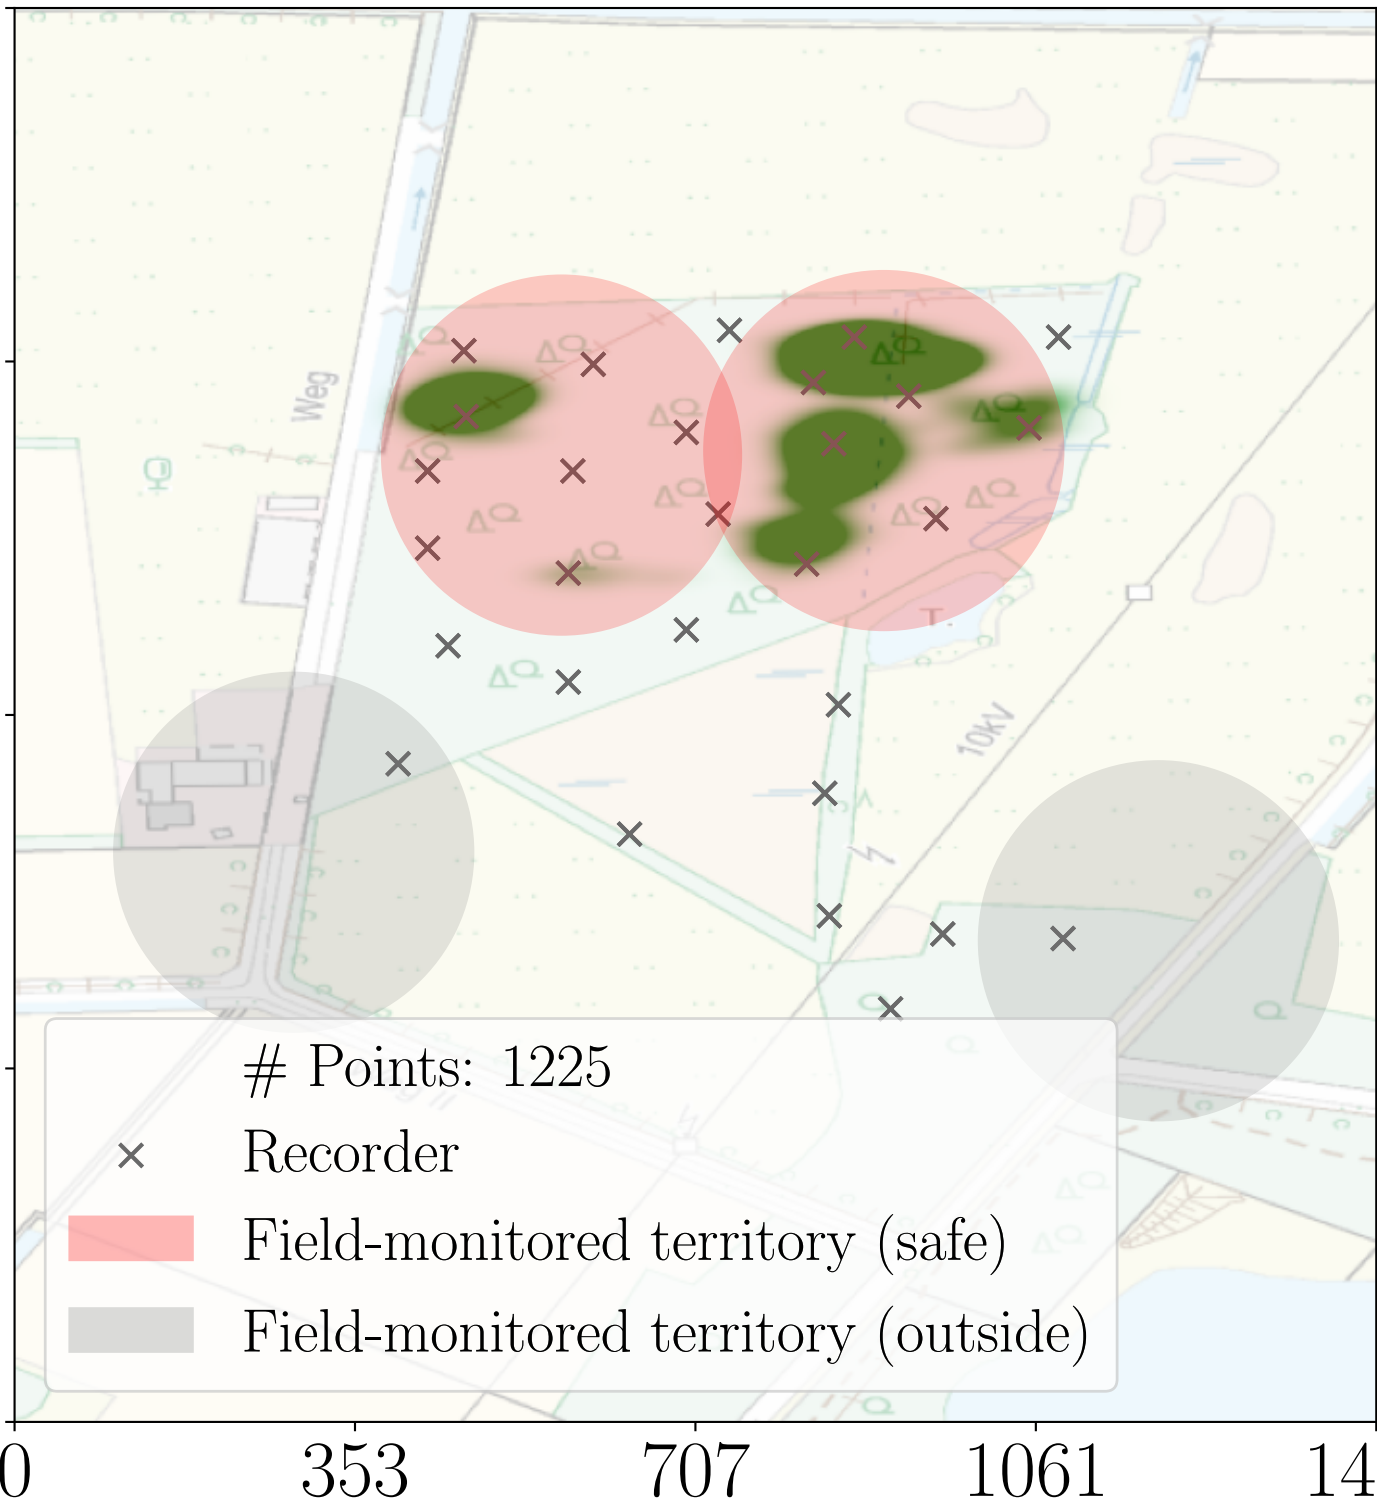 Weg
T.
10kV
# Points: 1225
Recorder
Field-monitored territory (safe)
Field-monitored territory (outside)
0 353 707 1061 14